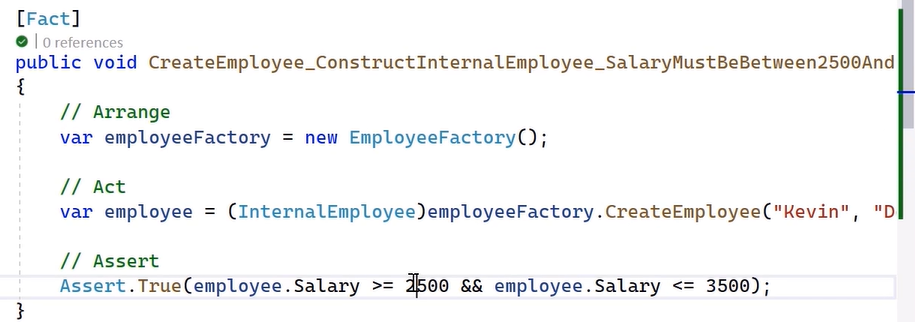 [Fact]
0 references
public void CreateEmployee_ConstructInternalEmployee_SalaryMustBeBetween2500And
{
// Arrange
var employeeFactory = new EmployeeFactory();
// Act
var employee = (InternalEmployee)employeeFactory.CreateEmployee("Kevin", "D
// Assert
Assert.True(employee.Salary >= 2500 && employee.Salary <= 3500);
}